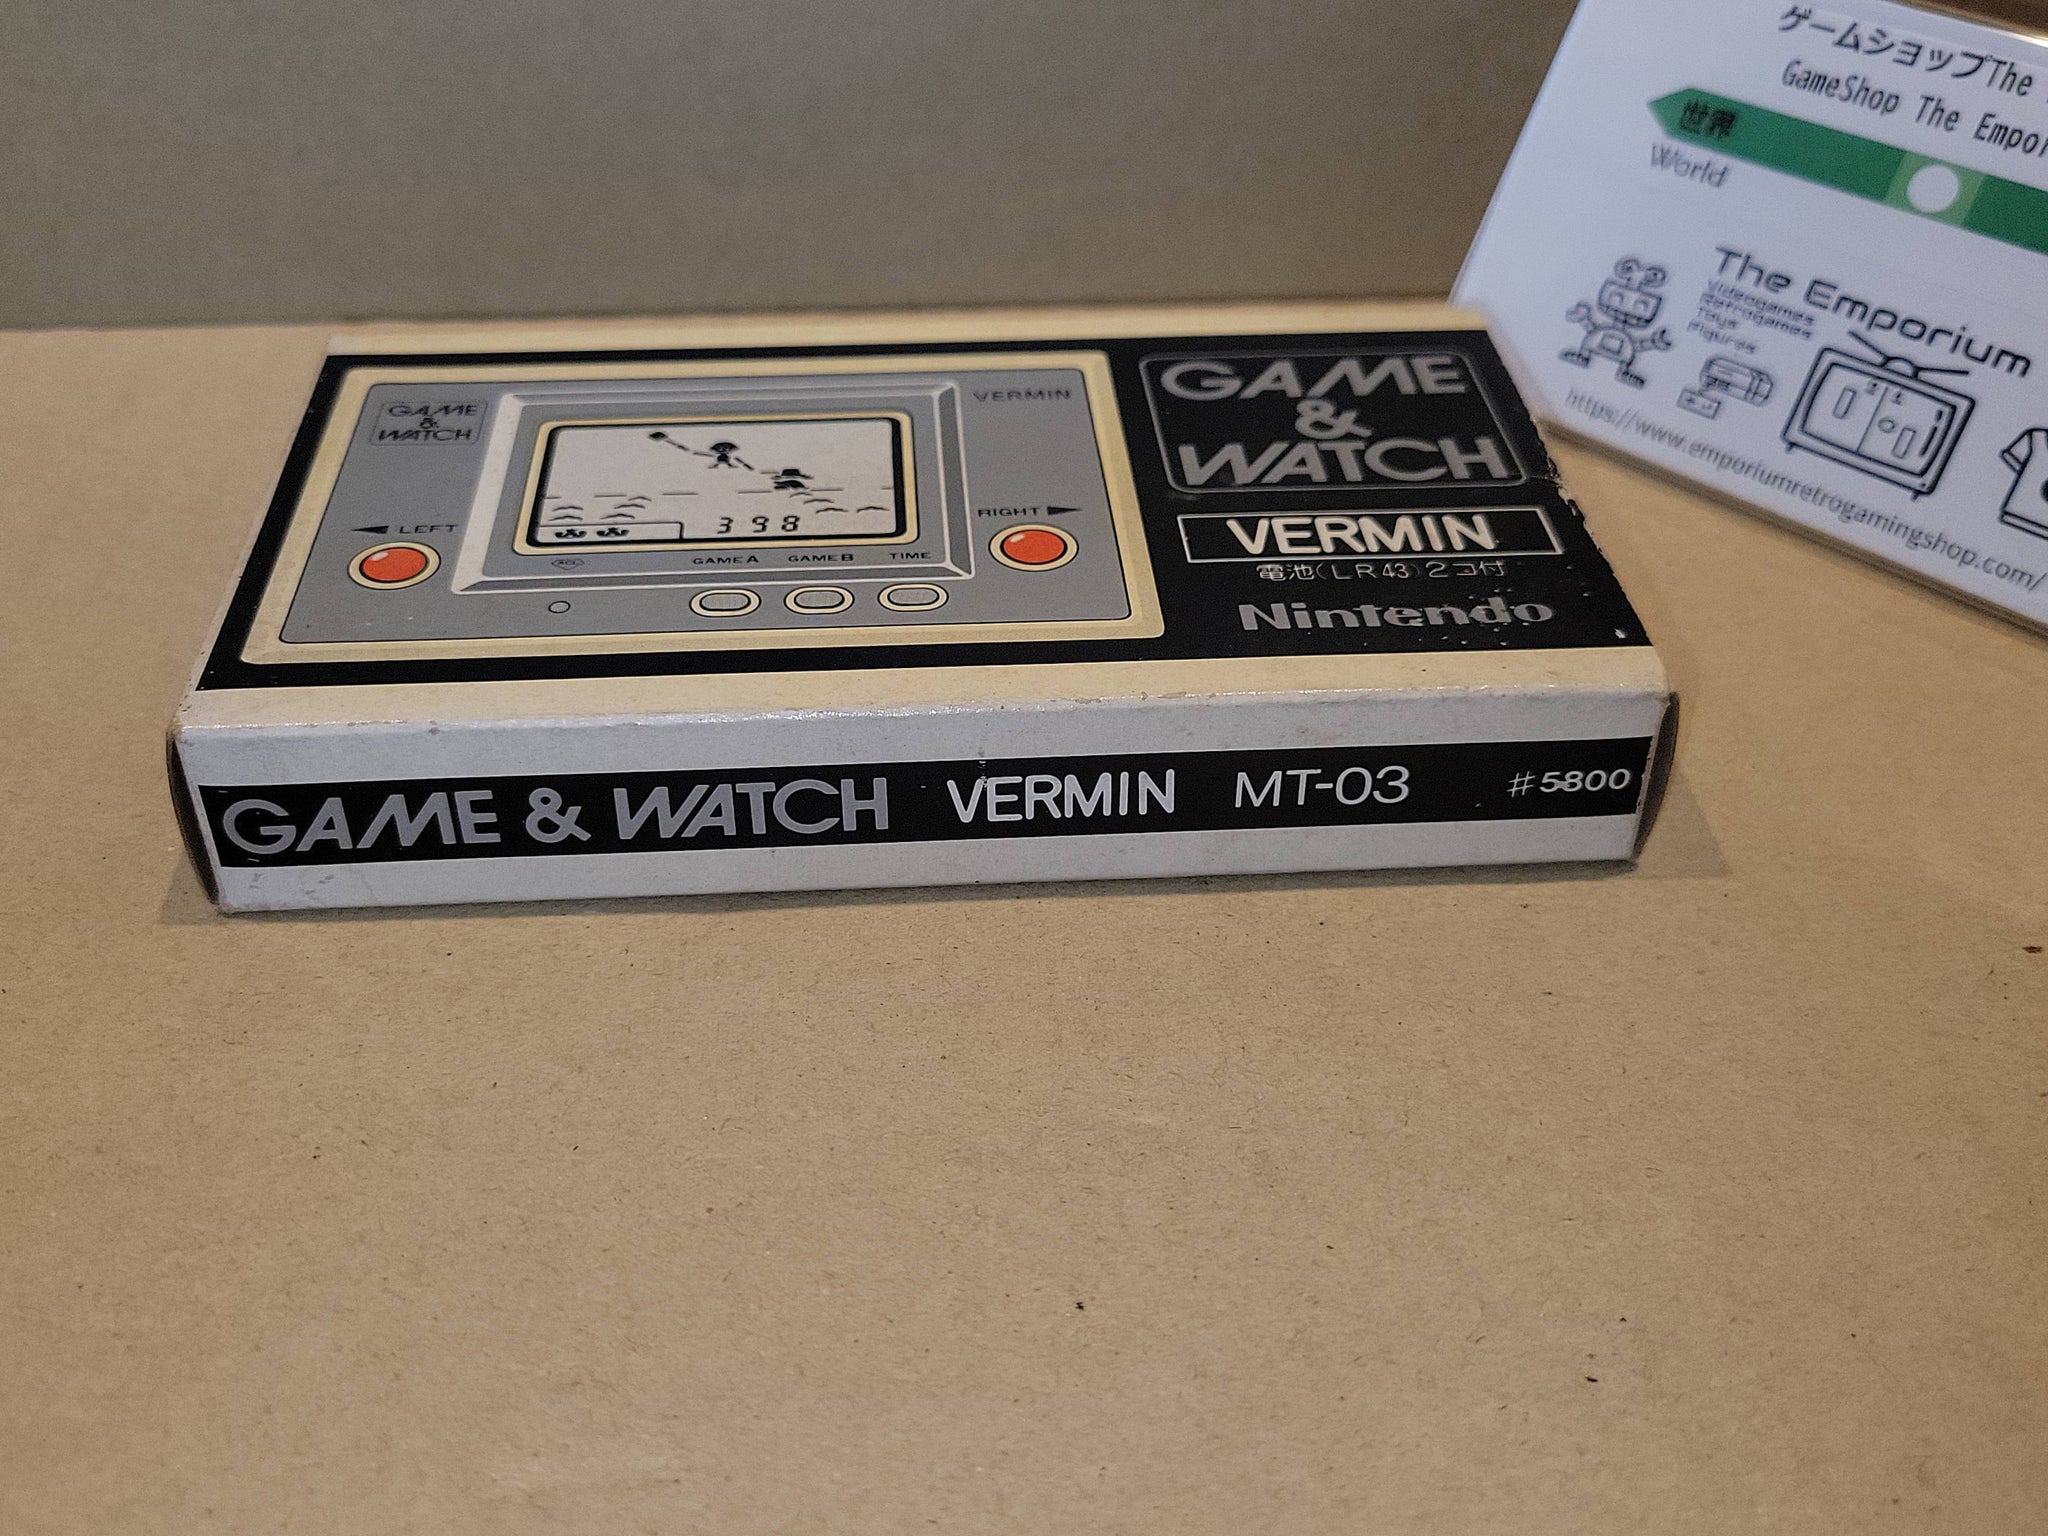 ゲームショップThe
GameShop The Empor
世界
World
The Emporium
Videogames
Retrogames
Toys
Figures
https://www.emporiumretrogamingshop.com/
GAME
&
WATCH
VERMIN
◀ LEFT
RIGHT ▶
398
ACL
GAME A
GAME B
TIME
GAME
&
WATCH
VERMIN
電池(LR43)2コ付
Nintendo
GAME & WATCH VERMIN MT-03 #5800